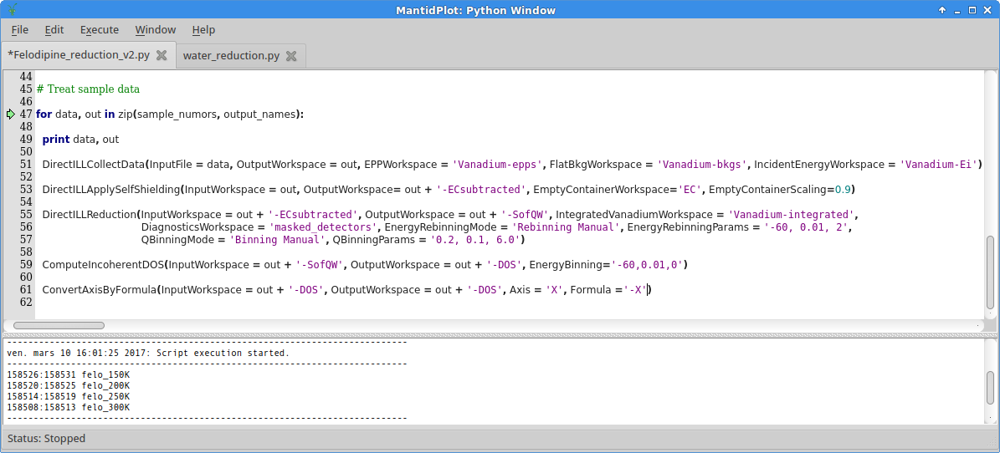 MantidPlot: Python Window
File Edit Execute Window Help
*Felodipine_reduction_v2.py water_reduction.py
44
45 # Treat sample data
46
47 for data, out in zip(sample_numors, output_names):
48
49 print data, out
50
51 DirectILLCollectData(InputFile = data, OutputWorkspace = out, EPPWorkspace = 'Vanadium-epps', FlatBkgWorkspace = 'Vanadium-bkgs', IncidentEnergyWorkspace = 'Vanadium-Ei')
52
53 DirectILLApplySelfShielding(InputWorkspace = out, OutputWorkspace= out + '-ECsubtracted', EmptyContainerWorkspace='EC', EmptyContainerScaling=0.9)
54
55 DirectILLReduction(InputWorkspace = out + '-ECsubtracted', OutputWorkspace = out + '-SofQW', IntegratedVanadiumWorkspace = 'Vanadium-integrated',
56 DiagnosticsWorkspace = 'masked_detectors', EnergyRebinningMode = 'Rebinning Manual', EnergyRebinningParams = '-60, 0.01, 2',
57 QBinningMode = 'Binning Manual', QBinningParams = '0.2, 0.1, 6.0')
58
59 ComputeIncoherentDOS(InputWorkspace = out + '-SofQW', OutputWorkspace = out + '-DOS', EnergyBinning='-60,0.01,0')
60
61 ConvertAxisByFormula(InputWorkspace = out + '-DOS', OutputWorkspace = out + '-DOS', Axis = 'X', Formula ='-X')
62
--------------------------------------------------------------------------------
ven. mars 10 16:01:25 2017: Script execution started.
--------------------------------------------------------------------------------
158526:158531 felo_150K
158520:158525 felo_200K
158514:158519 felo_250K
158508:158513 felo_300K
--------------------------------------------------------------------------------
Status: Stopped